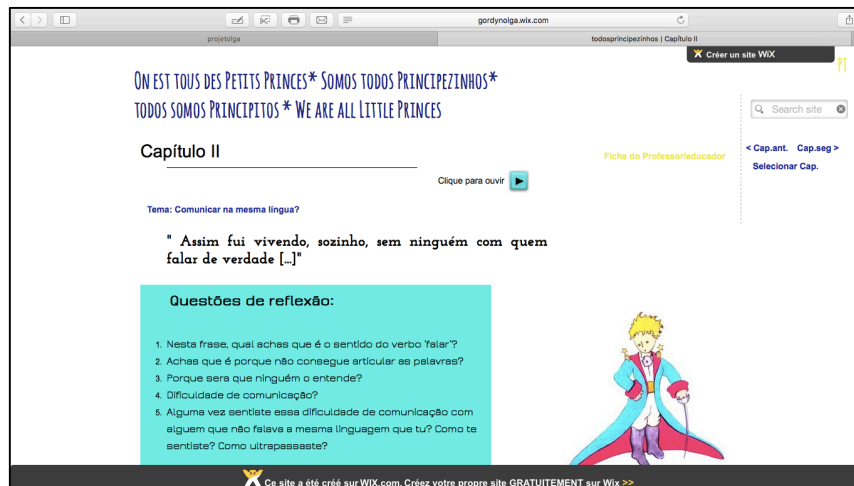 gordynolga.wix.com
projetolga
todosprincipezinhos | Capítulo II
Créer un site WiX
PT
On est tous des Petits Princes* Somos todos Principezinhos*
todos somos Principitos * We are all Little Princes
Search site
Capítulo II
Ficha do Professor/educador
< Cap.ant. Cap.seg >
Selecionar Cap.
Clique para ouvir
Tema: Comunicar na mesma língua?
" Assim fui vivendo, sozinho, sem ninguém com quem
falar de verdade [...]"
Questões de reflexão:
1. Nesta frase, qual achas que é o sentido do verbo 'falar'?
2. Achas que é porque não consegue articular as palavras?
3. Porque sera que ninguém o entende?
4. Dificuldade de comunicação?
5. Alguma vez sentiste essa dificuldade de comunicação com
alguem que não falava a mesma linguagem que tu? Como te
sentiste? Como ultrapassaste?
Ce site a été créé sur WIX.com. Créez votre propre site GRATUITEMENT sur Wix >>